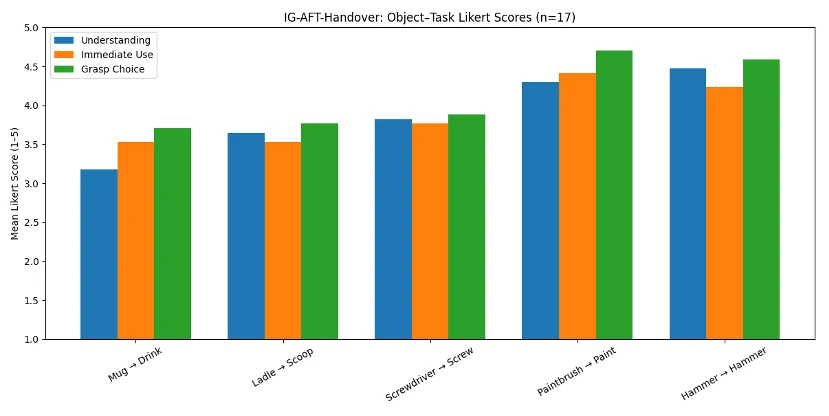 IG-AFT-Handover: Object–Task Likert Scores (n=17)
Understanding
Immediate Use
Grasp Choice
Mean Likert Score (1–5)
5.0
4.5
4.0
3.5
3.0
2.5
2.0
1.5
1.0
Mug → Drink
Ladle → Scoop
Screwdriver → Screw
Paintbrush → Paint
Hammer → Hammer